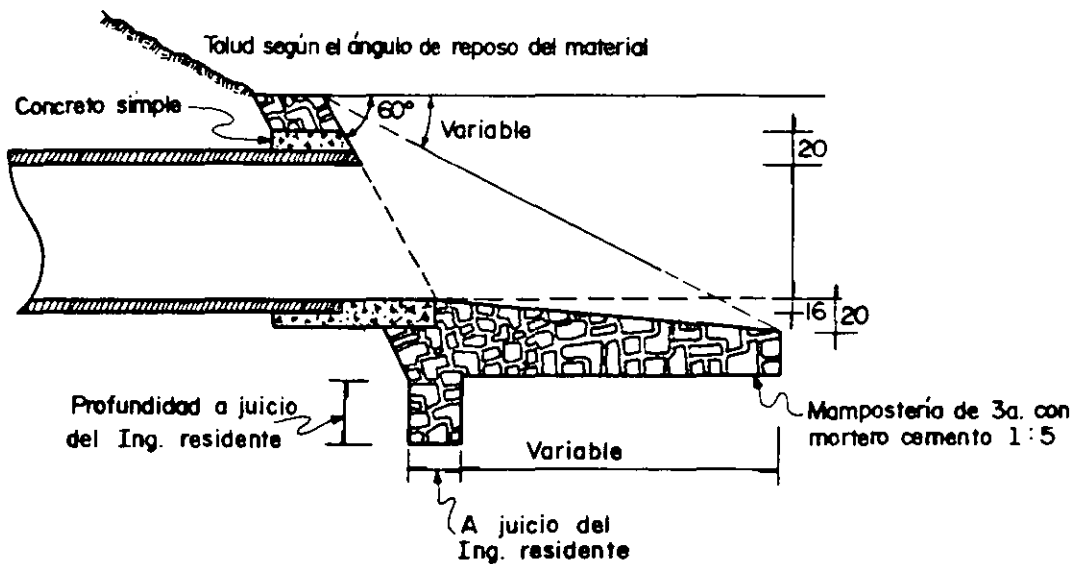 Talud según el ángulo de reposo del material
Concreto simple
60°
Variable
20
16
20
Profundidad a juicio
del Ing. residente
Variable
Mampostería de 3a. con
mortero cemento 1:5
A juicio del
Ing. residente